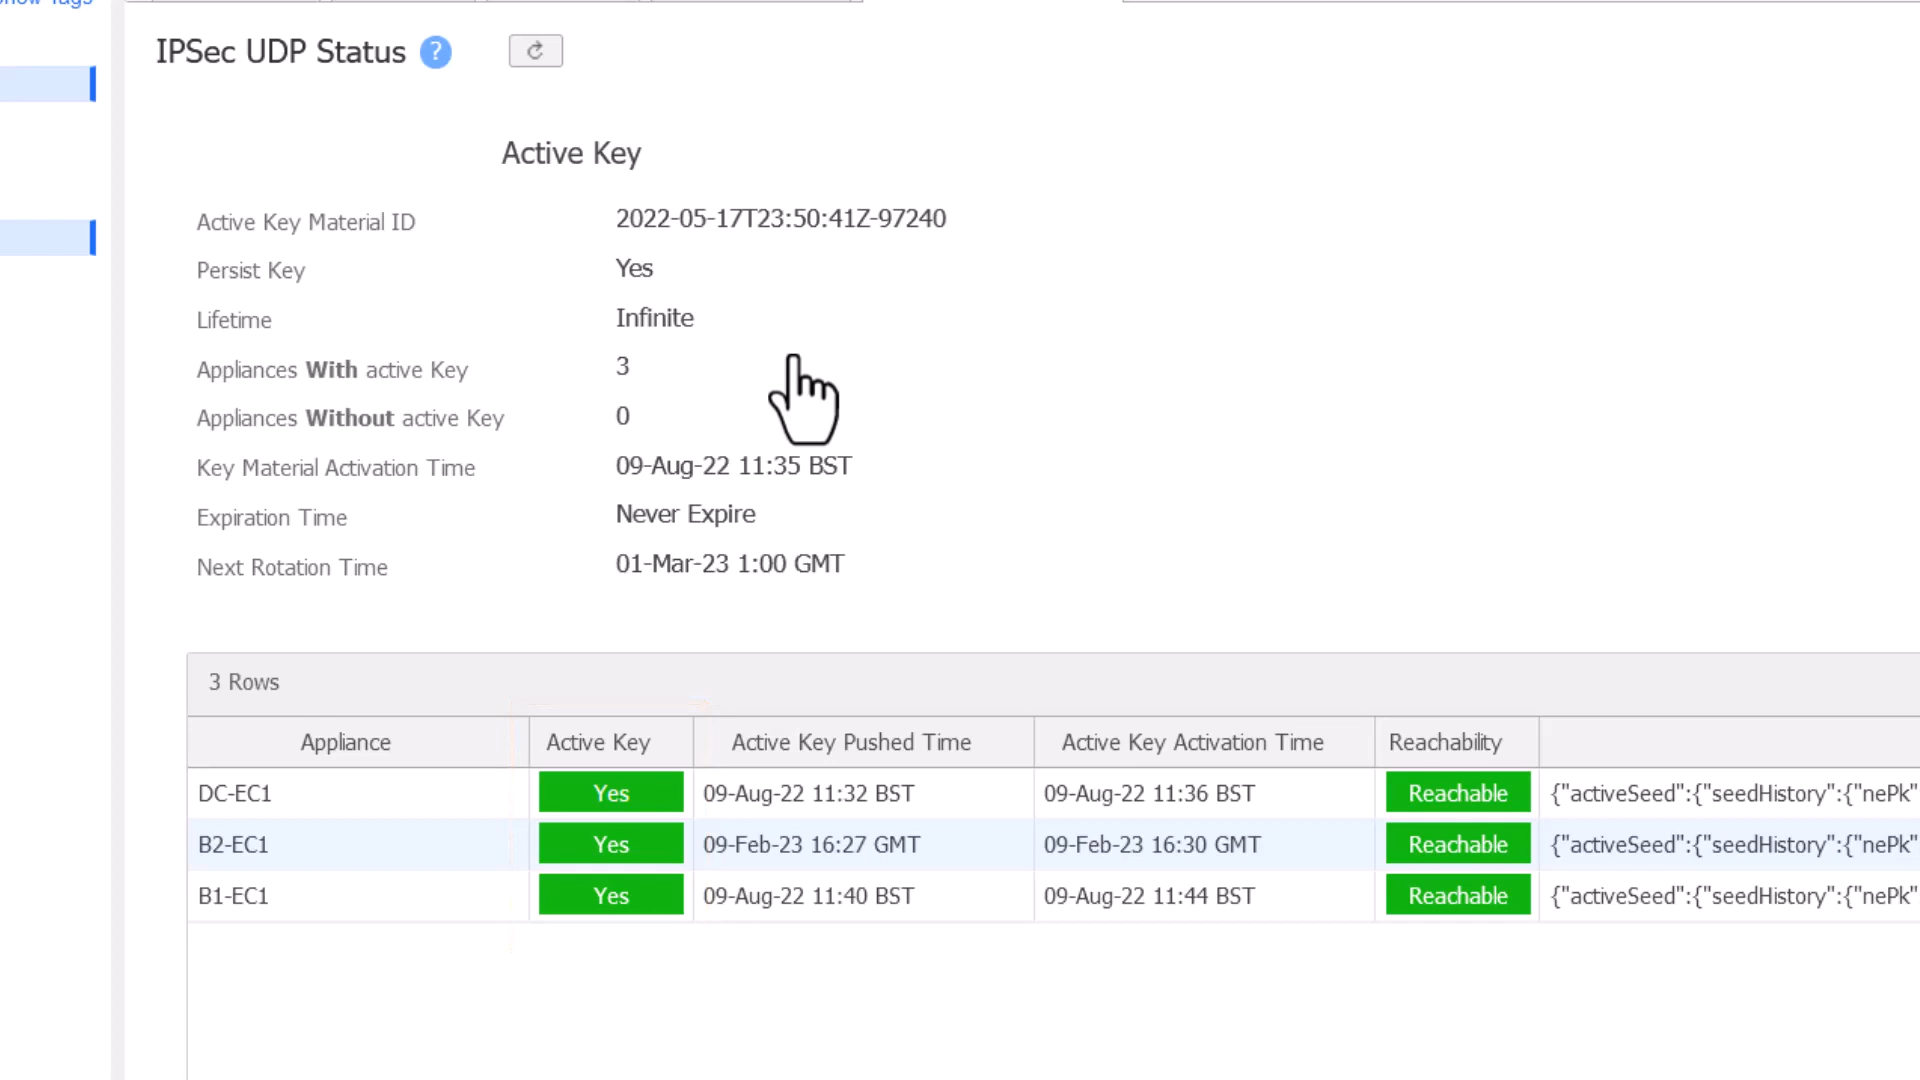 Tags
IPSec UDP Status ?
Active Key
Active Key Material ID 2022-05-17T23:50:41Z-97240
Persist Key Yes
Lifetime Infinite
Appliances With active Key 3
Appliances Without active Key 0
Key Material Activation Time 09-Aug-22 11:35 BST
Expiration Time Never Expire
Next Rotation Time 01-Mar-23 1:00 GMT
3 Rows
Appliance Active Key Active Key Pushed Time Active Key Activation Time Reachability
DC-EC1 Yes 09-Aug-22 11:32 BST 09-Aug-22 11:36 BST Reachable {"activeSeed":{"seedHistory":{"nePk"
B2-EC1 Yes 09-Feb-23 16:27 GMT 09-Feb-23 16:30 GMT Reachable {"activeSeed":{"seedHistory":{"nePk"
B1-EC1 Yes 09-Aug-22 11:40 BST 09-Aug-22 11:44 BST Reachable {"activeSeed":{"seedHistory":{"nePk"